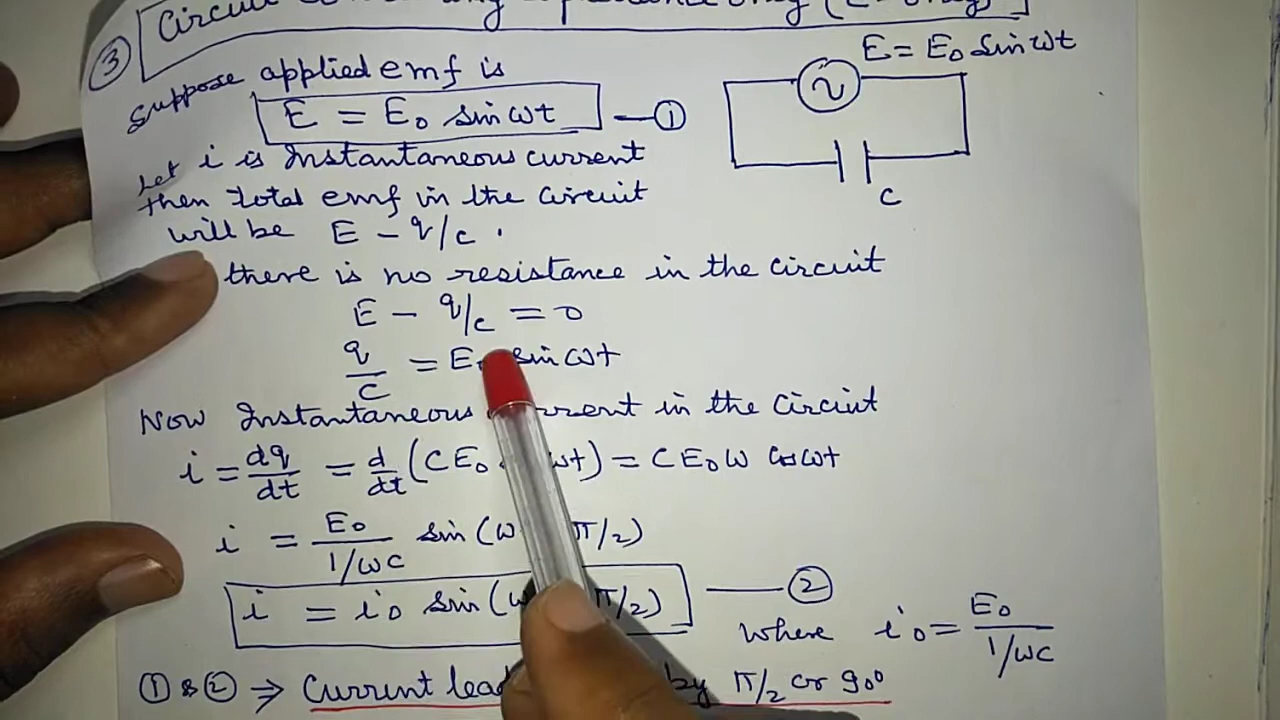 ③ Circuit
E = E₀ sin ωt
Suppose applied emf is
E = E₀ sin ωt —①
Let i is Instantaneous current
then total emf in the circuit
will be E - q/c .
there is no resistance in the circuit
E - q/c = 0
q/c = E sin ωt
Now Instantaneous current in the circuit
i = dq/dt = d/dt (CE₀ ωt) = CE₀ω cos ωt
i = E₀/(1/ωc) sin(ω π/2)
i = i₀ sin(ω π/2) —②
where i₀ = E₀/(1/ωc)
① & ② ⇒ Current lead by π/2 or 90°
C